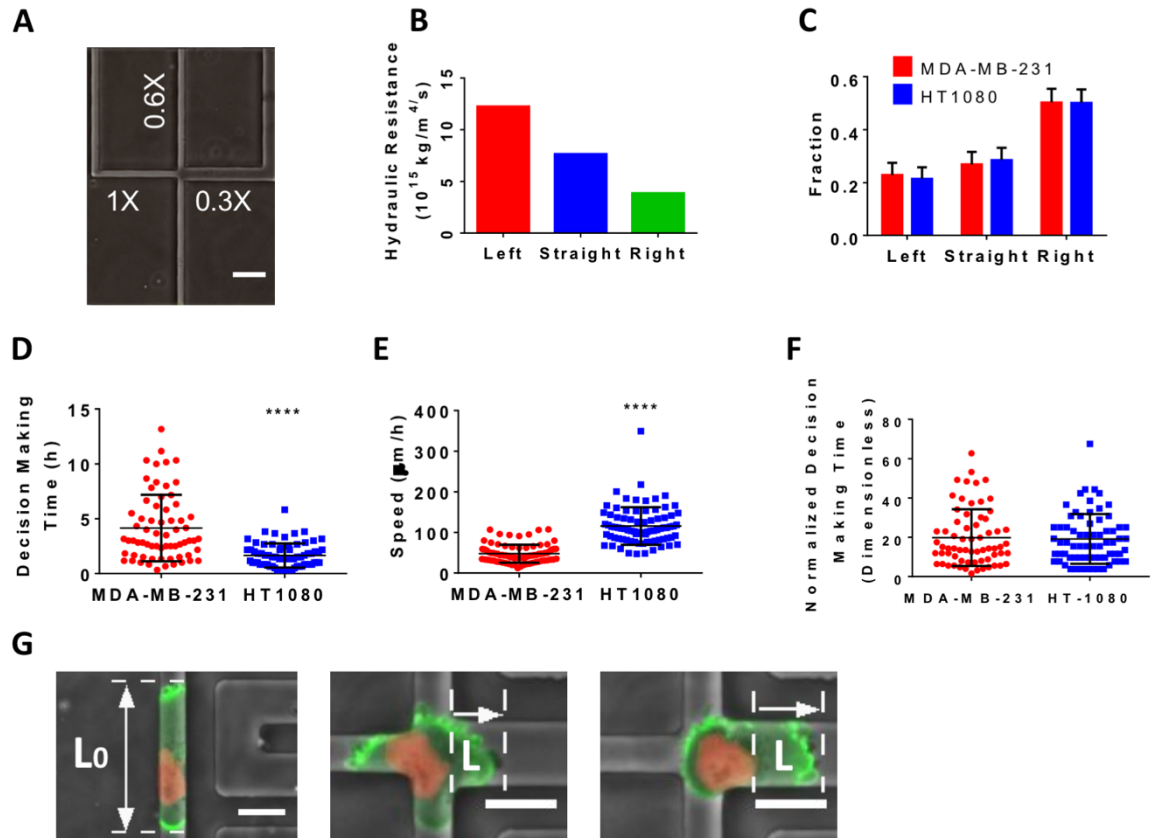 A
0.6X
1X
0.3X
B
Hydraulic Resistance
(10^15 kg/m^4/s)
15
10
5
0
Left Straight Right
C
MDA-MB-231
HT1080
Fraction
0.6
0.4
0.2
0.0
Left Straight Right
D
Decision Making
Time (h)
15
10
5
0
****
MDA-MB-231 HT1080
E
Speed (μm/h)
400
300
200
100
0
****
MDA-MB-231 HT1080
F
Normalized Decision
Making Time
(Dimensionless)
80
60
40
20
0
MDA-MB-231 HT-1080
G
L0
L
L